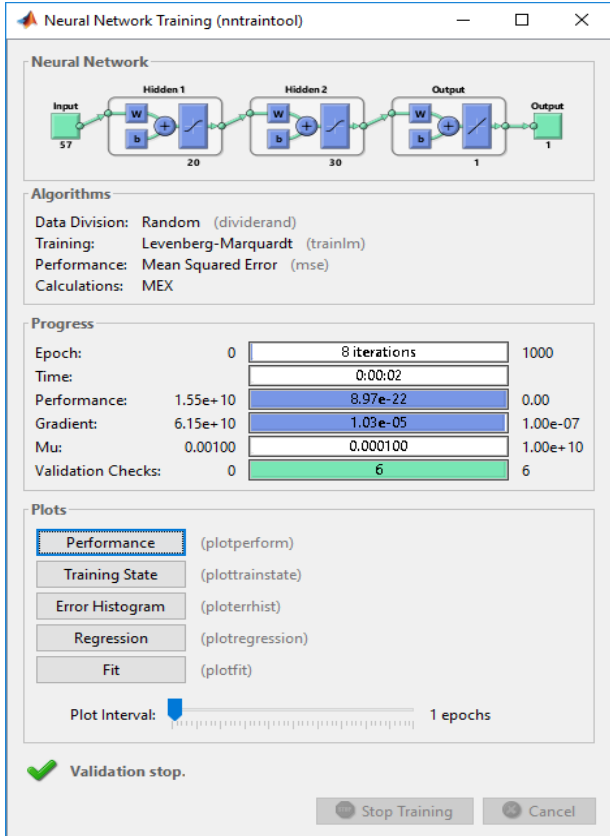 Neural Network Training (nntraintool)
Neural Network
Hidden 1 Hidden 2 Output
Input Output
W W W
b b b
57 20 30 1 1
Algorithms
Data Division: Random (dividerand)
Training: Levenberg-Marquardt (trainlm)
Performance: Mean Squared Error (mse)
Calculations: MEX
Progress
Epoch: 0 8 iterations 1000
Time: 0:00:02
Performance: 1.55e+10 8.97e-22 0.00
Gradient: 6.15e+10 1.03e-05 1.00e-07
Mu: 0.00100 0.000100 1.00e+10
Validation Checks: 0 6 6
Plots
Performance (plotperform)
Training State (plottrainstate)
Error Histogram (ploterrhist)
Regression (plotregression)
Fit (plotfit)
Plot Interval: 1 epochs
Validation stop.
Stop Training Cancel